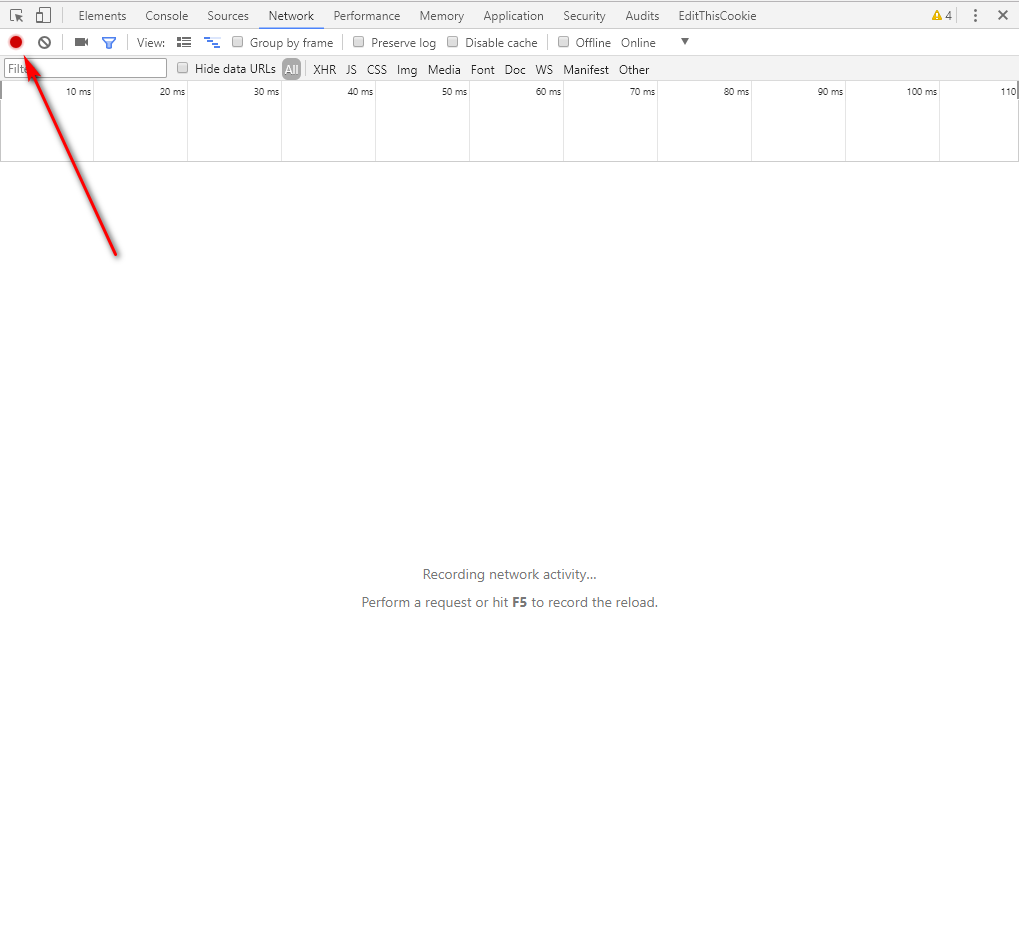 Elements Console Sources Network Performance Memory Application Security Audits EditThisCookie 4
View: Group by frame Preserve log Disable cache Offline Online
Filter Hide data URLs All XHR JS CSS Img Media Font Doc WS Manifest Other
10 ms 20 ms 30 ms 40 ms 50 ms 60 ms 70 ms 80 ms 90 ms 100 ms 110
Recording network activity...
Perform a request or hit F5 to record the reload.